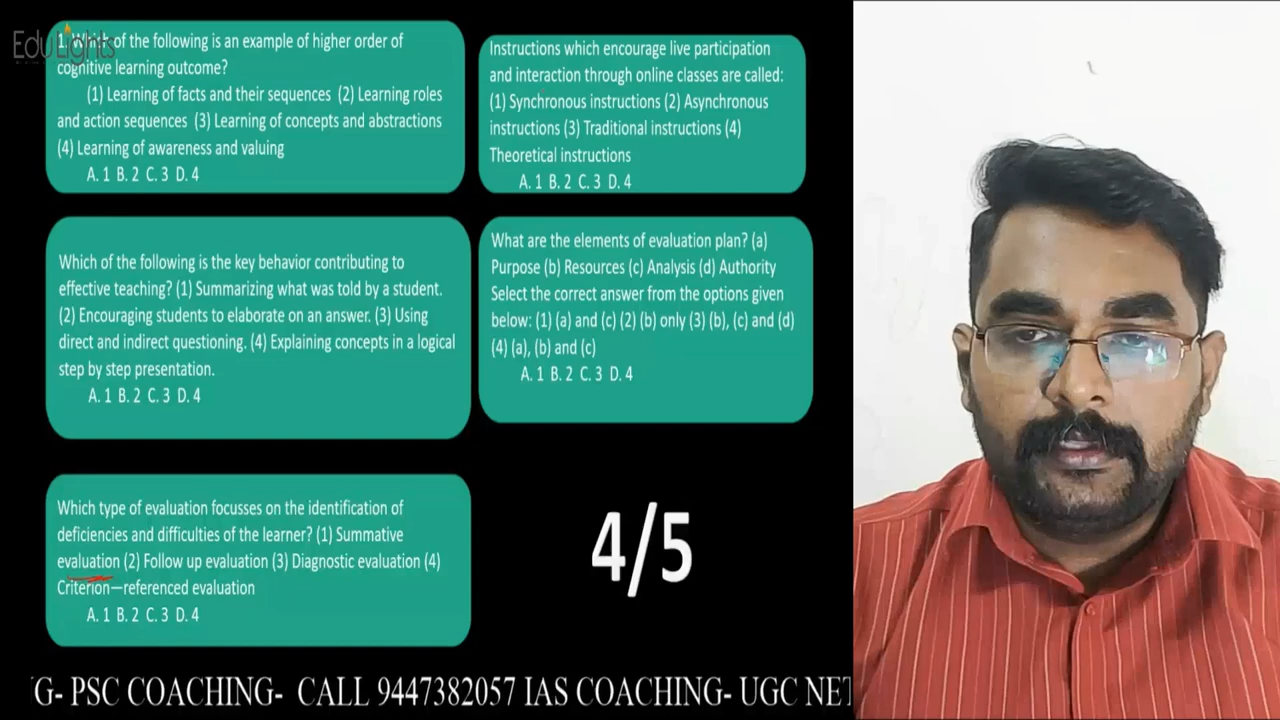 Edu Lights
1. Which of the following is an example of higher order of
cognitive learning outcome?
(1) Learning of facts and their sequences (2) Learning roles
and action sequences (3) Learning of concepts and abstractions
(4) Learning of awareness and valuing
A. 1 B. 2 C. 3 D. 4
Instructions which encourage live participation
and interaction through online classes are called:
(1) Synchronous instructions (2) Asynchronous
instructions (3) Traditional instructions (4)
Theoretical instructions
A. 1 B. 2 C. 3 D. 4
Which of the following is the key behavior contributing to
effective teaching? (1) Summarizing what was told by a student.
(2) Encouraging students to elaborate on an answer. (3) Using
direct and indirect questioning. (4) Explaining concepts in a logical
step by step presentation.
A. 1 B. 2 C. 3 D. 4
What are the elements of evaluation plan? (a)
Purpose (b) Resources (c) Analysis (d) Authority
Select the correct answer from the options given
below: (1) (a) and (c) (2) (b) only (3) (b), (c) and (d)
(4) (a), (b) and (c)
A. 1 B. 2 C. 3 D. 4
Which type of evaluation focusses on the identification of
deficiencies and difficulties of the learner? (1) Summative
evaluation (2) Follow up evaluation (3) Diagnostic evaluation (4)
Criterion—referenced evaluation
A. 1 B. 2 C. 3 D. 4
4/5
G- PSC COACHING- CALL 9447382057 IAS COACHING- UGC NET